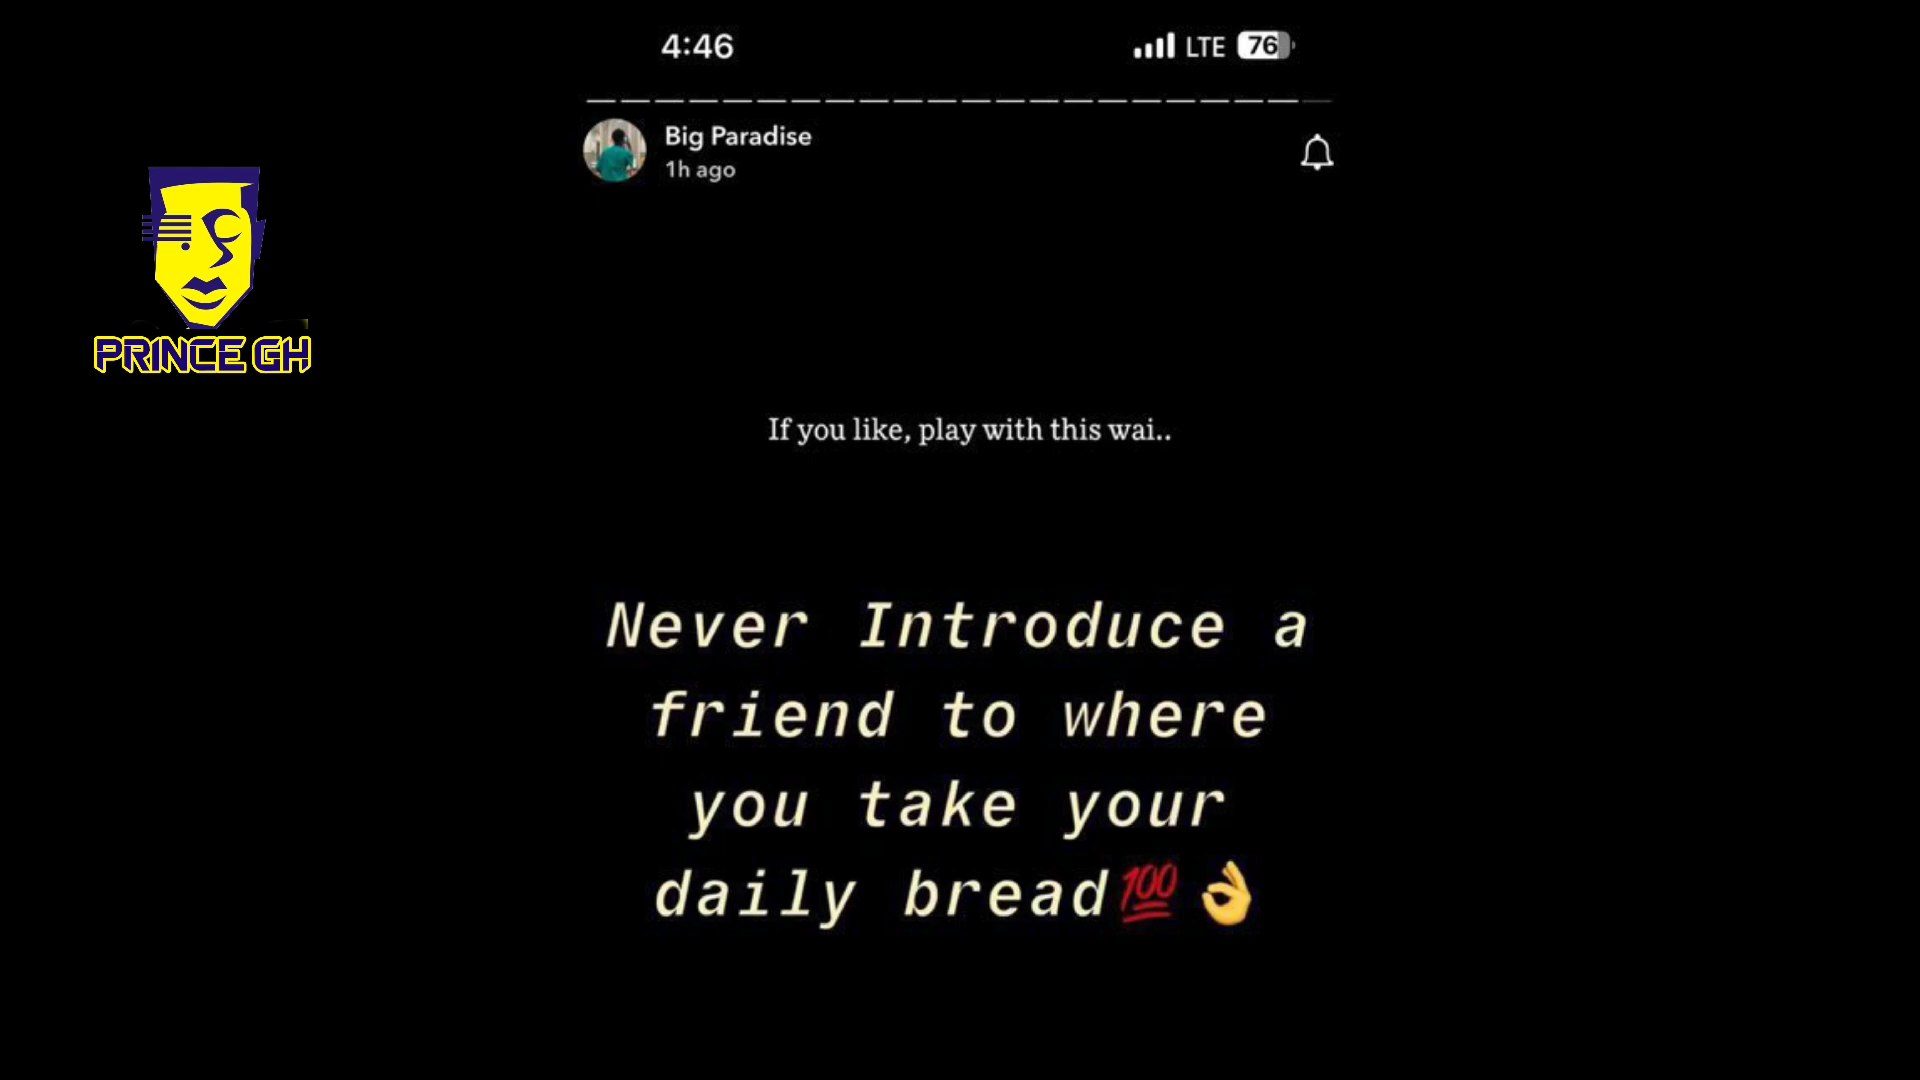 4:46
LTE 76
Big Paradise
1h ago
PRINCE GH
If you like, play with this wai..
Never Introduce a
friend to where
you take your
daily bread💯👌